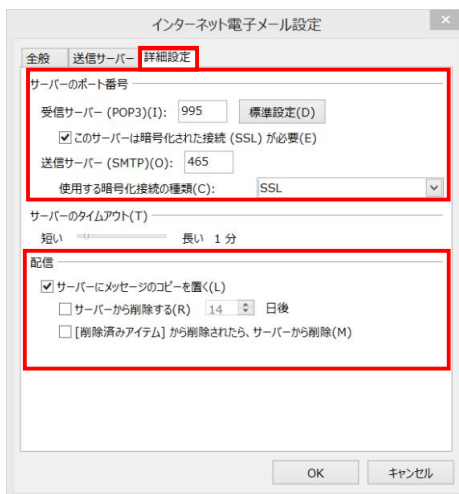 インターネット電子メール設定
全般 送信サーバー 詳細設定
サーバーのポート番号
受信サーバー (POP3)(I): 995 標準設定(D)
このサーバーは暗号化された接続 (SSL) が必要(E)
送信サーバー (SMTP)(O): 465
使用する暗号化接続の種類(C): SSL
サーバーのタイムアウト(T)
短い 長い 1 分
配信
サーバーにメッセージのコピーを置く(L)
サーバーから削除する(R) 14 日後
[削除済みアイテム] から削除されたら、サーバーから削除(M)
OK キャンセル